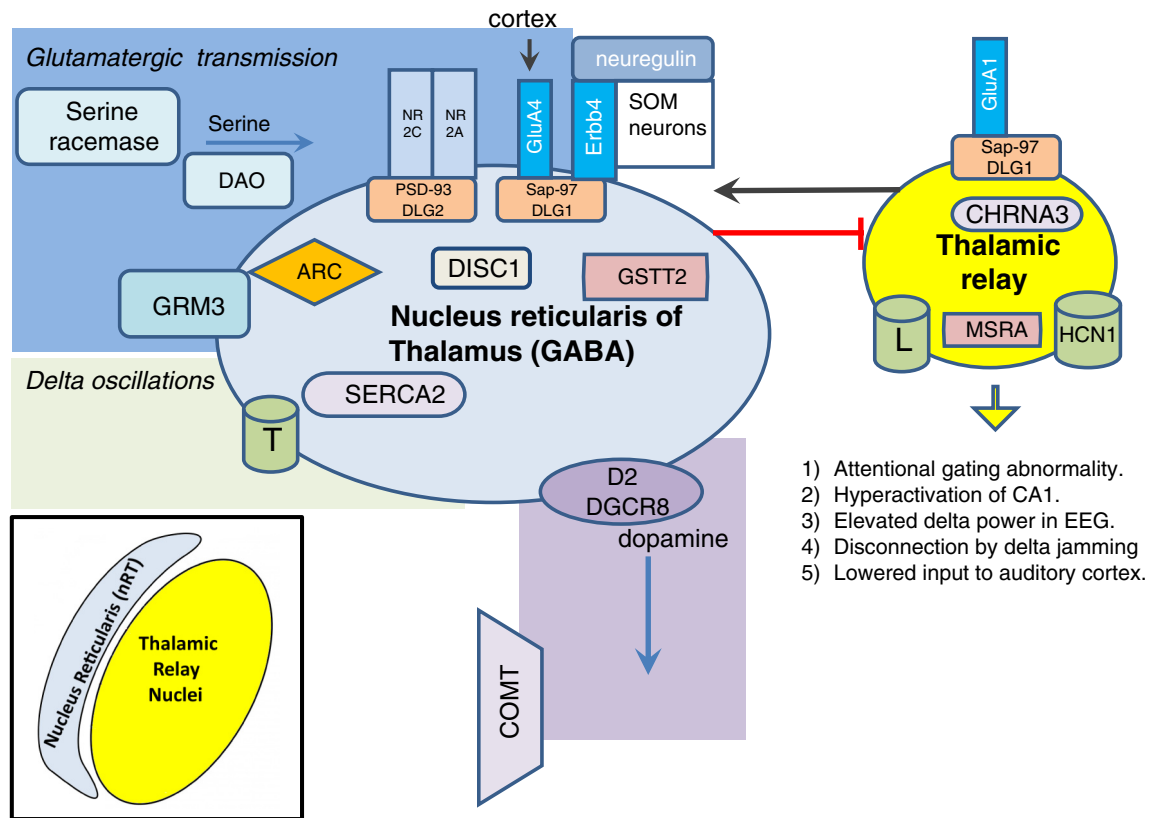 cortex
Glutamatergic transmission
neuregulin
Serine
racemase
Serine
DAO
NR
2C
NR
2A
GluA4
Erbb4
SOM
neurons
PSD-93
DLG2
Sap-97
DLG1
GluA1
Sap-97
DLG1
CHRNA3
Thalamic
relay
L
MSRA
HCN1
GRM3
ARC
DISC1
GSTT2
Nucleus reticularis of
Thalamus (GABA)
Delta oscillations
SERCA2
T
D2
DGCR8
dopamine
COMT
1) Attentional gating abnormality.
2) Hyperactivation of CA1.
3) Elevated delta power in EEG.
4) Disconnection by delta jamming
5) Lowered input to auditory cortex.
Nucleus Reticularis (nRT)
Thalamic
Relay
Nuclei